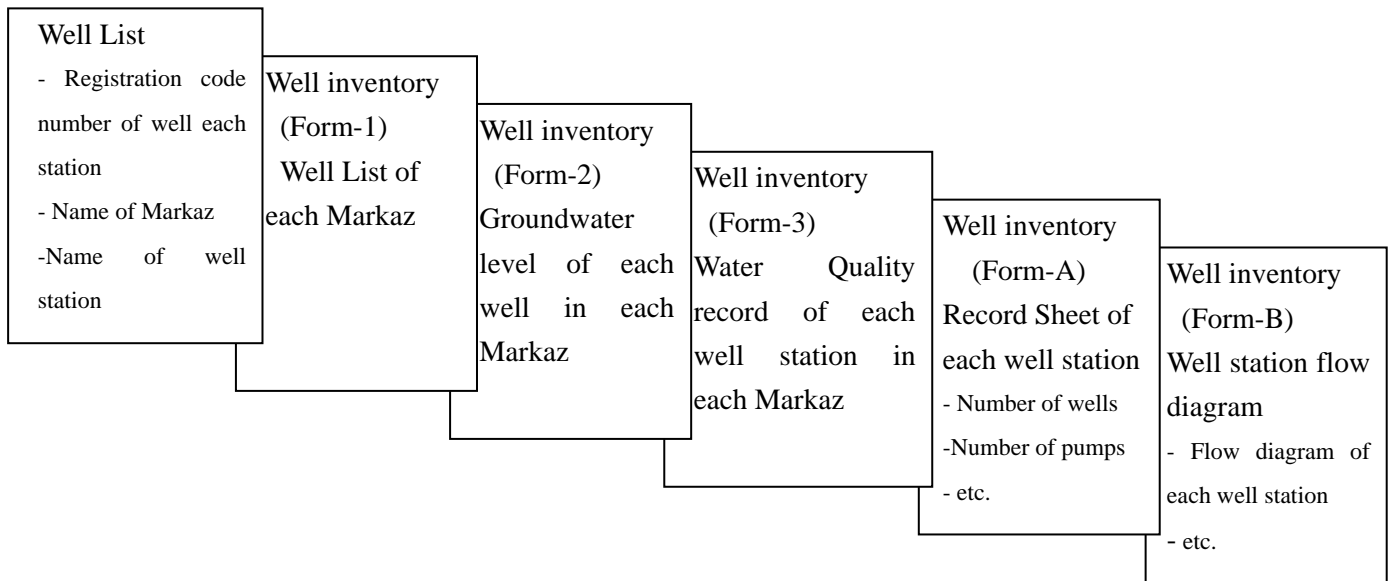 Well List
- Registration code
number of well each
station
- Name of Markaz
-Name of well
station
Well inventory
(Form-1)
Well List of
each Markaz
Well inventory
(Form-2)
Groundwater
level of each
well in each
Markaz
Well inventory
(Form-3)
Water Quality
record of each
well station in
each Markaz
Well inventory
(Form-A)
Record Sheet of
each well station
- Number of wells
-Number of pumps
- etc.
Well inventory
(Form-B)
Well station flow
diagram
- Flow diagram of
each well station
- etc.